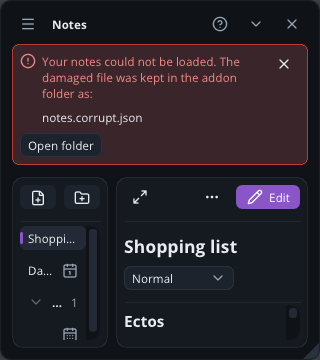 Notes
Your notes could not be loaded. The
damaged file was kept in the addon
folder as:
notes.corrupt.json
Open folder
Edit
Shoppi...
Da...
... 1
Shopping list
Normal
Ectos